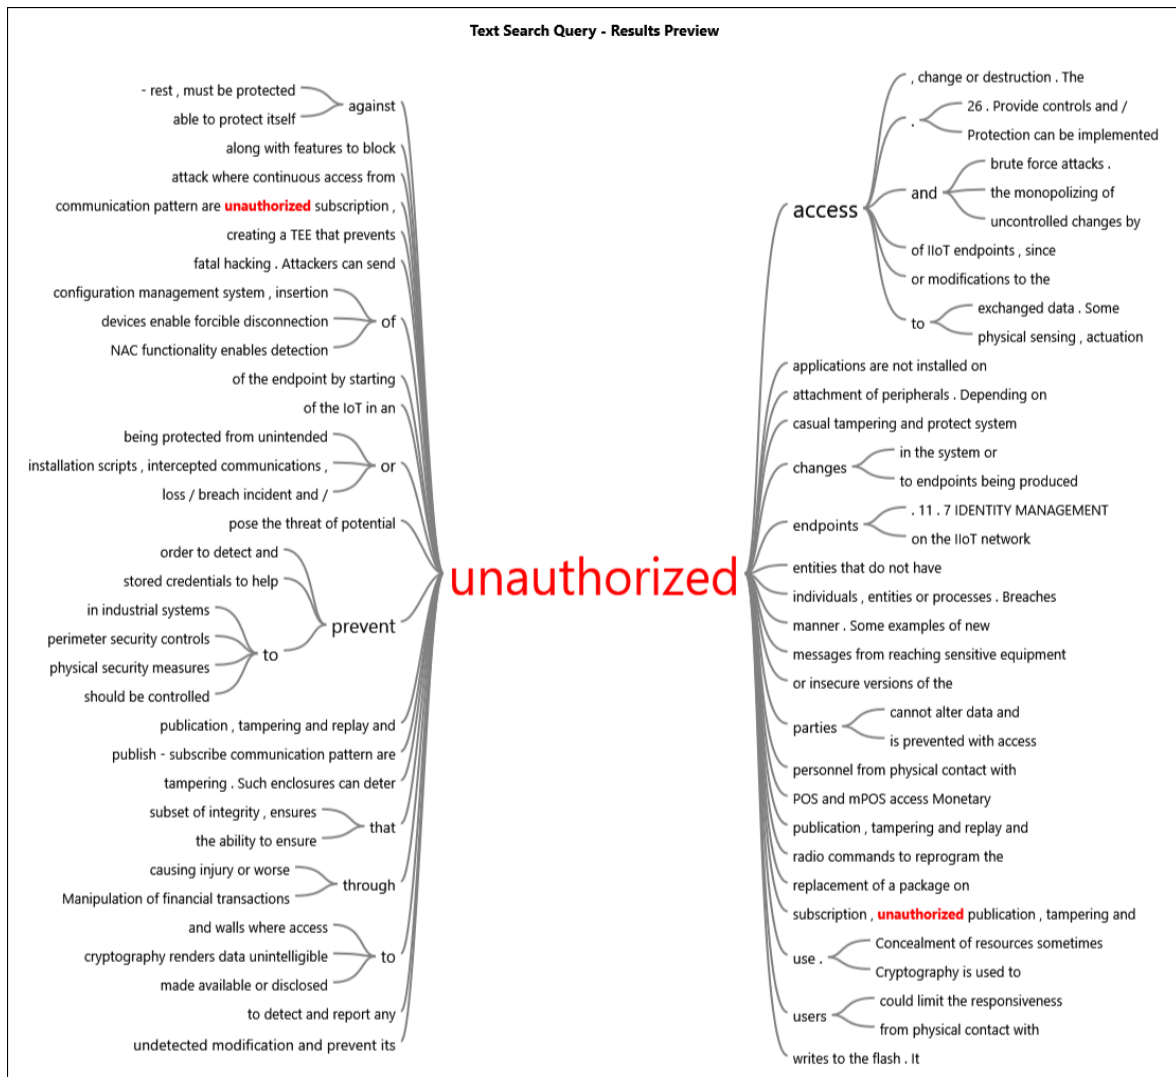 Text Search Query - Results Preview
- rest , must be protected
able to protect itself
against
along with features to block
attack where continuous access from
communication pattern are unauthorized subscription ,
creating a TEE that prevents
fatal hacking . Attackers can send
configuration management system , insertion
devices enable forcible disconnection
NAC functionality enables detection
of
of the endpoint by starting
of the IoT in an
being protected from unintended
installation scripts , intercepted communications ,
loss / breach incident and /
or
pose the threat of potential
order to detect and
stored credentials to help
in industrial systems
perimeter security controls
physical security measures
should be controlled
to
prevent
publication , tampering and replay and
publish - subscribe communication pattern are
tampering . Such enclosures can deter
subset of integrity , ensures
the ability to ensure
that
causing injury or worse
Manipulation of financial transactions
through
and walls where access
cryptography renders data unintelligible
made available or disclosed
to
to detect and report any
undetected modification and prevent its
unauthorized
access
, change or destruction . The
.
26 . Provide controls and /
Protection can be implemented
and
brute force attacks .
the monopolizing of
uncontrolled changes by
of IIoT endpoints , since
or modifications to the
to
exchanged data . Some
physical sensing , actuation
applications are not installed on
attachment of peripherals . Depending on
casual tampering and protect system
changes
in the system or
to endpoints being produced
endpoints
. 11 . 7 IDENTITY MANAGEMENT
on the IIoT network
entities that do not have
individuals , entities or processes . Breaches
manner . Some examples of new
messages from reaching sensitive equipment
or insecure versions of the
parties
cannot alter data and
is prevented with access
personnel from physical contact with
POS and mPOS access Monetary
publication , tampering and replay and
radio commands to reprogram the
replacement of a package on
subscription , unauthorized publication , tampering and
use .
Concealment of resources sometimes
Cryptography is used to
users
could limit the responsiveness
from physical contact with
writes to the flash . It